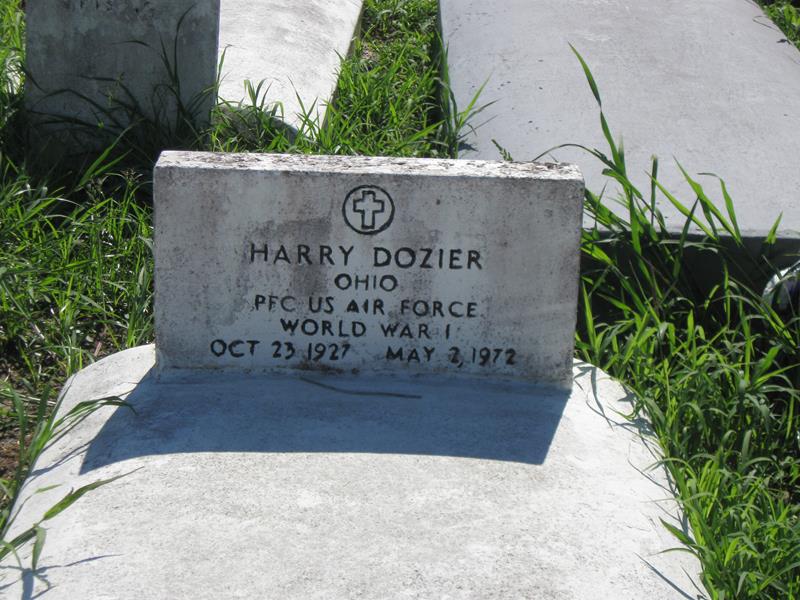 HARRY DOZIER
OHIO
PFC US AIR FORCE
WORLD WAR I
OCT 23 1927 MAY 2, 1972